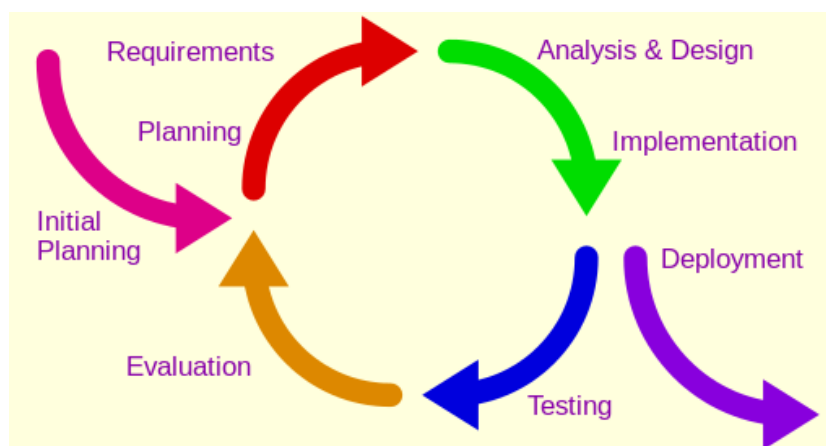 Requirements
Analysis & Design
Planning
Implementation
Initial
Planning
Deployment
Evaluation
Testing